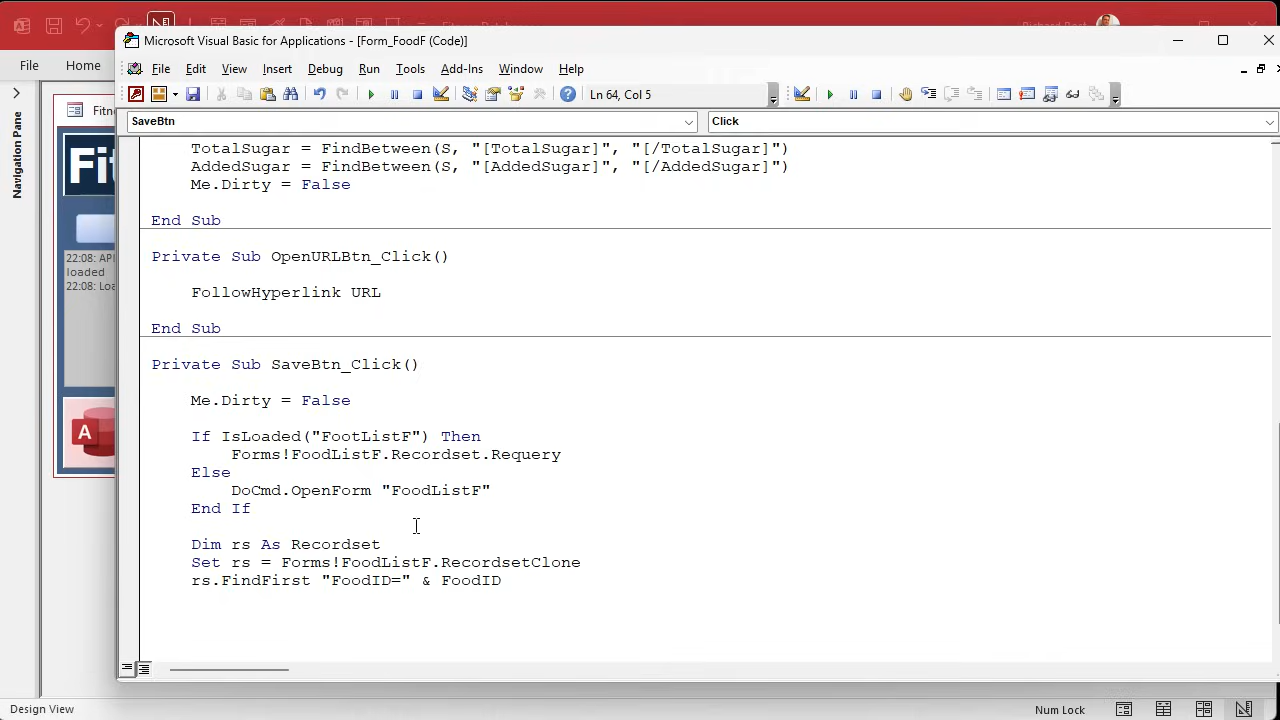 Microsoft Visual Basic for Applications - [Form_FoodF (Code)]
File Home
File Edit View Insert Debug Run Tools Add-Ins Window Help
Ln 64, Col 5
SaveBtn
Click
Navigation Pane
Fitn
Fit
22:08: API
loaded
22:08: Loa
A
TotalSugar = FindBetween(S, "[TotalSugar]", "[/TotalSugar]")
AddedSugar = FindBetween(S, "[AddedSugar]", "[/AddedSugar]")
Me.Dirty = False
End Sub
Private Sub OpenURLBtn_Click()
FollowHyperlink URL
End Sub
Private Sub SaveBtn_Click()
Me.Dirty = False
If IsLoaded("FootListF") Then
Forms!FoodListF.Recordset.Requery
Else
DoCmd.OpenForm "FoodListF"
End If
Dim rs As Recordset
Set rs = Forms!FoodListF.RecordsetClone
rs.FindFirst "FoodID=" & FoodID
Design View
Num Lock